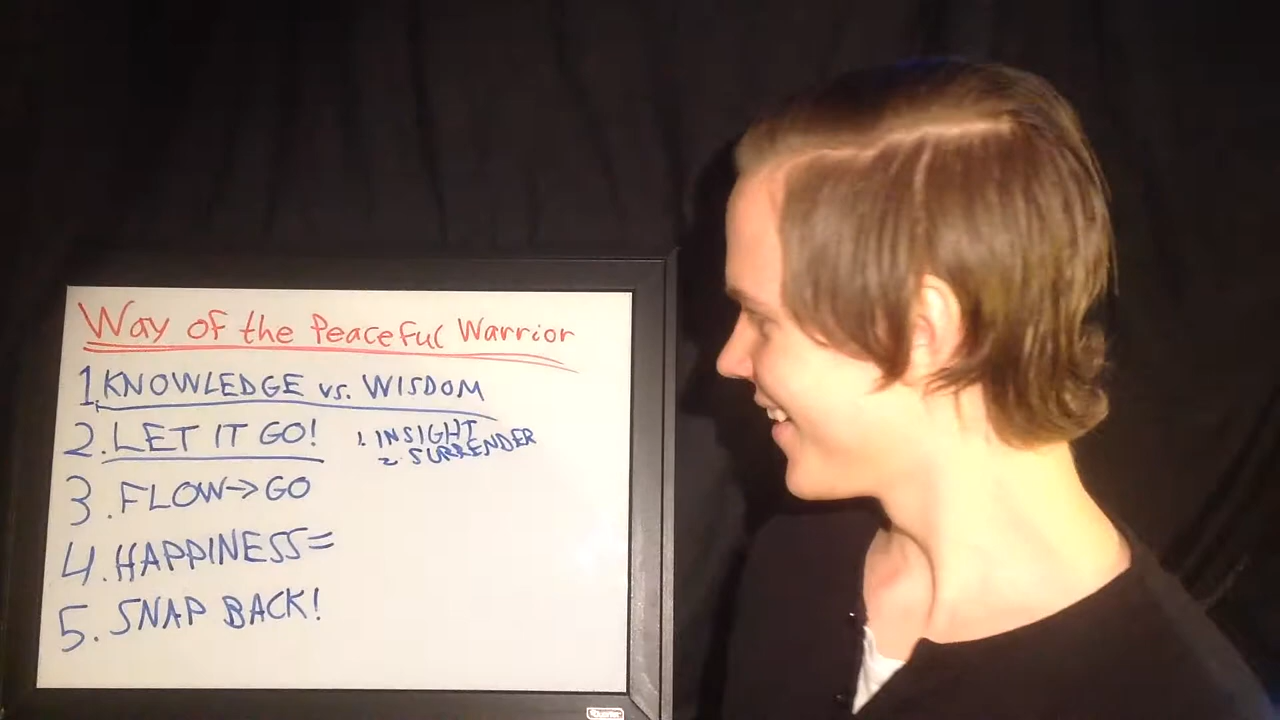 Way of the Peaceful Warrior
1. KNOWLEDGE vs. WISDOM
2. LET IT GO! 1. INSIGHT
2. SURRENDER
3. FLOW→GO
4. HAPPINESS=
5. SNAP BACK!